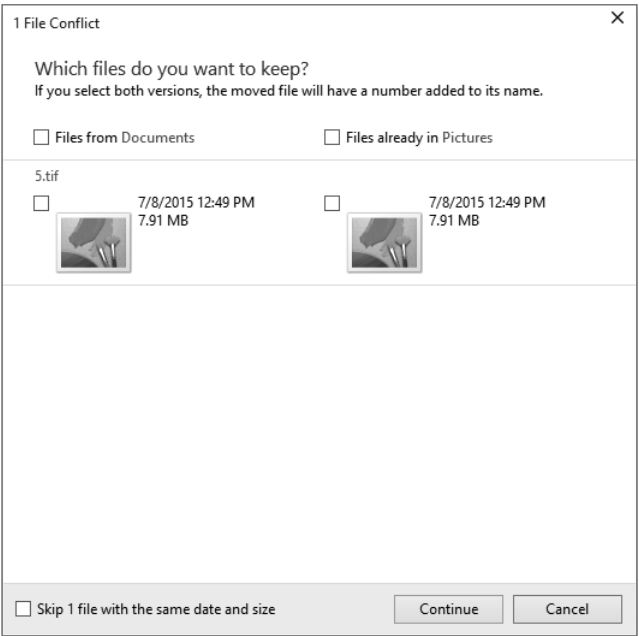 1 File Conflict
Which files do you want to keep?
If you select both versions, the moved file will have a number added to its name.
Files from Documents
Files already in Pictures
5.tif
7/8/2015 12:49 PM
7.91 MB
7/8/2015 12:49 PM
7.91 MB
Skip 1 file with the same date and size
Continue
Cancel